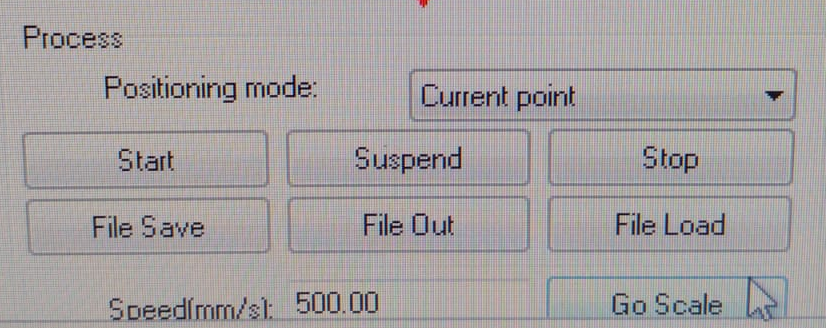 Process
Positioning mode: Current point
Start Suspend Stop
File Save File Out File Load
Speed(mm/s): 500.00 Go Scale